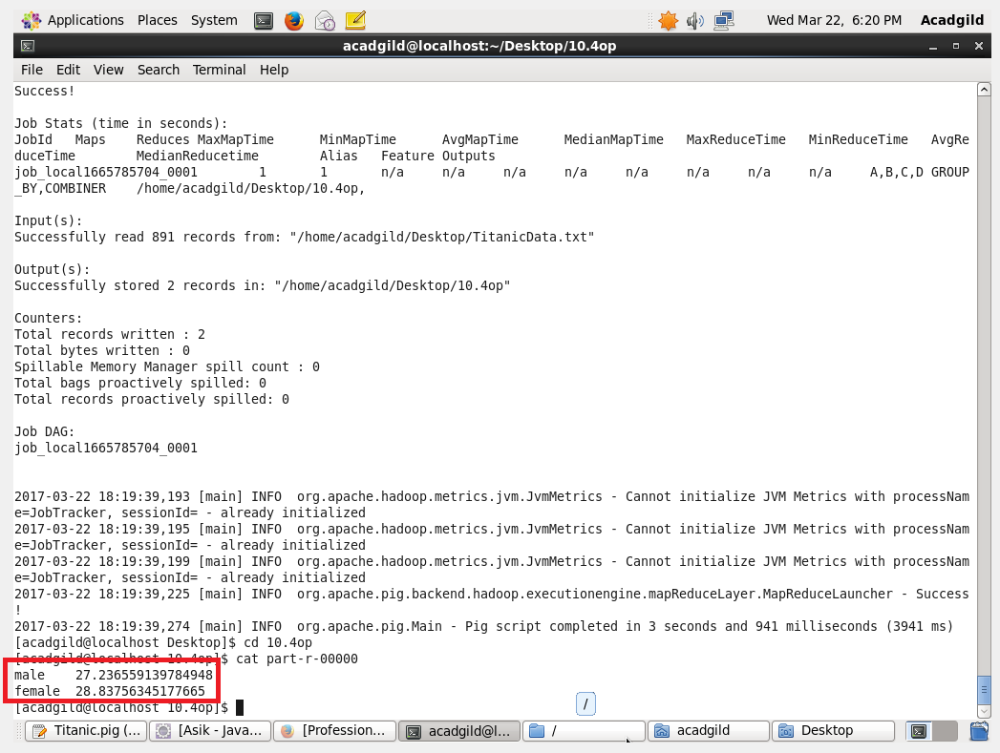 Applications Places System Wed Mar 22, 6:20 PM Acadgild
acadgild@localhost:~/Desktop/10.4op
File Edit View Search Terminal Help
Success!
Job Stats (time in seconds):
JobId Maps Reduces MaxMapTime MinMapTime AvgMapTime MedianMapTime MaxReduceTime MinReduceTime AvgRe
duceTime MedianReducetime Alias Feature Outputs
job_local1665785704_0001 1 1 n/a n/a n/a n/a n/a n/a n/a n/a A,B,C,D GROUP
_BY,COMBINER /home/acadgild/Desktop/10.4op,
Input(s):
Successfully read 891 records from: "/home/acadgild/Desktop/TitanicData.txt"
Output(s):
Successfully stored 2 records in: "/home/acadgild/Desktop/10.4op"
Counters:
Total records written : 2
Total bytes written : 0
Spillable Memory Manager spill count : 0
Total bags proactively spilled: 0
Total records proactively spilled: 0
Job DAG:
job_local1665785704_0001
2017-03-22 18:19:39,193 [main] INFO org.apache.hadoop.metrics.jvm.JvmMetrics - Cannot initialize JVM Metrics with processNam
e=JobTracker, sessionId= - already initialized
2017-03-22 18:19:39,195 [main] INFO org.apache.hadoop.metrics.jvm.JvmMetrics - Cannot initialize JVM Metrics with processNam
e=JobTracker, sessionId= - already initialized
2017-03-22 18:19:39,199 [main] INFO org.apache.hadoop.metrics.jvm.JvmMetrics - Cannot initialize JVM Metrics with processNam
e=JobTracker, sessionId= - already initialized
2017-03-22 18:19:39,225 [main] INFO org.apache.pig.backend.hadoop.executionengine.mapReduceLayer.MapReduceLauncher - Success
!
2017-03-22 18:19:39,274 [main] INFO org.apache.pig.Main - Pig script completed in 3 seconds and 941 milliseconds (3941 ms)
[acadgild@localhost Desktop]$ cd 10.4op
[acadgild@localhost 10.4op]$ cat part-r-00000
male 27.236559139784948
female 28.83756345177665
[acadgild@localhost 10.4op]$
/
Titanic.pig (... [Asik - Java... [Profession... acadgild@l... / acadgild Desktop